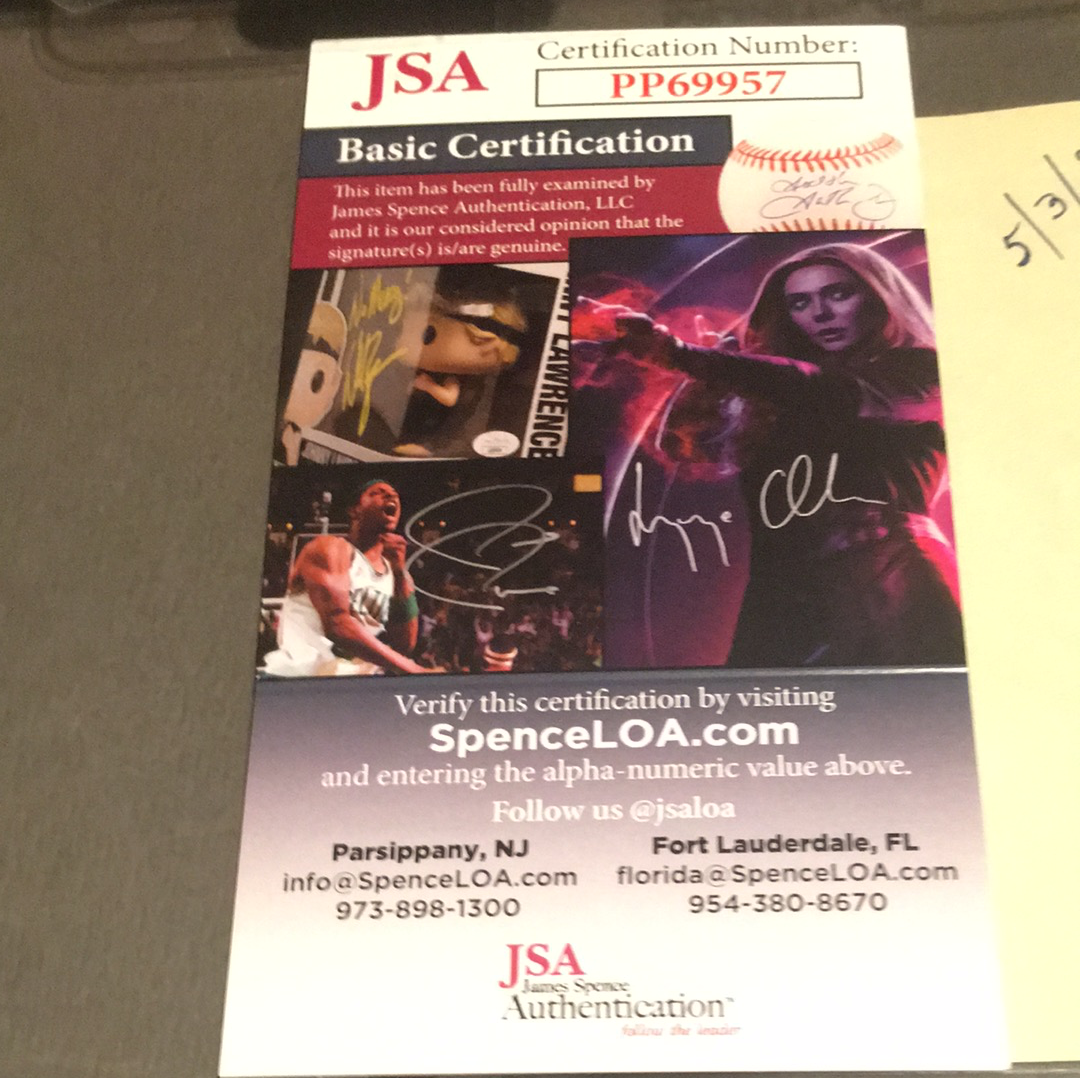 JSA
Certification Number:
PP69957
Basic Certification
This item has been fully examined by
James Spence Authentication, LLC
and it is our considered opinion that the
signature(s) is/are genuine.
LAWRENCE
Verify this certification by visiting
SpenceLOA.com
and entering the alpha-numeric value above.
Follow us @jsaloa
Parsippany, NJ
info@SpenceLOA.com
973-898-1300
Fort Lauderdale, FL
florida@SpenceLOA.com
954-380-8670
JSA
James Spence
Authentication™
follow the leader
5/3/